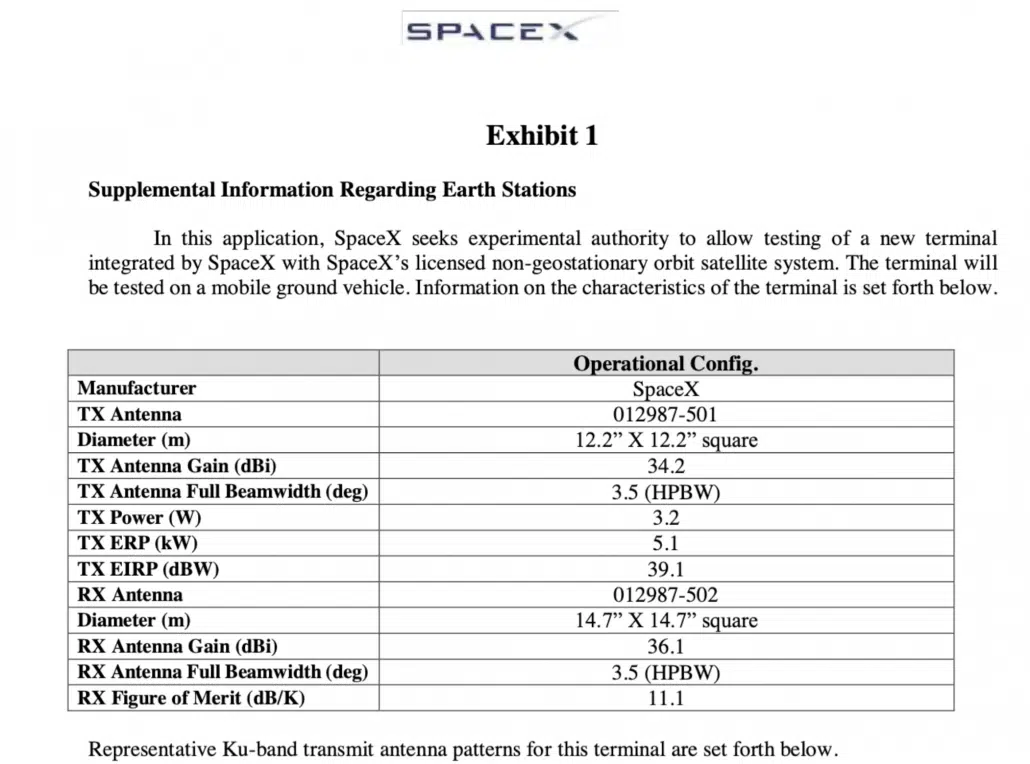 SPACEX
Exhibit 1
Supplemental Information Regarding Earth Stations
In this application, SpaceX seeks experimental authority to allow testing of a new terminal
integrated by SpaceX with SpaceX’s licensed non-geostationary orbit satellite system. The terminal will
be tested on a mobile ground vehicle. Information on the characteristics of the terminal is set forth below.
Operational Config.
Manufacturer SpaceX
TX Antenna 012987-501
Diameter (m) 12.2” X 12.2” square
TX Antenna Gain (dBi) 34.2
TX Antenna Full Beamwidth (deg) 3.5 (HPBW)
TX Power (W) 3.2
TX ERP (kW) 5.1
TX EIRP (dBW) 39.1
RX Antenna 012987-502
Diameter (m) 14.7” X 14.7” square
RX Antenna Gain (dBi) 36.1
RX Antenna Full Beamwidth (deg) 3.5 (HPBW)
RX Figure of Merit (dB/K) 11.1
Representative Ku-band transmit antenna patterns for this terminal are set forth below.